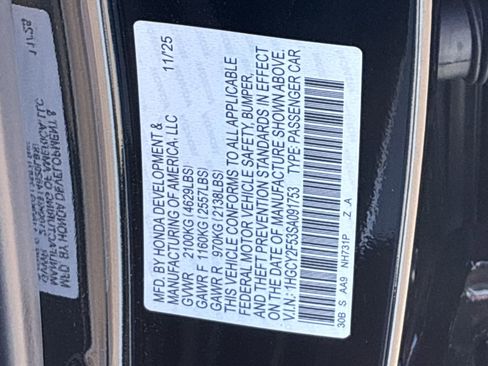 MFD. BY HONDA DEVELOPMENT & 11/25
MANUFACTURING OF AMERICA, LLC
GVWR 2100KG (4629LBS)
GAWR F 1160KG (2557LBS)
GAWR R 970KG (2138LBS)
THIS VEHICLE CONFORMS TO ALL APPLICABLE
FEDERAL MOTOR VEHICLE SAFETY, BUMPER,
AND THEFT PREVENTION STANDARDS IN EFFECT
ON THE DATE OF MANUFACTURE SHOWN ABOVE.
V.I.N.: 1HGCY2F53SA091753 TYPE: PASSENGER CAR
30B S AA9 NH731P Z A